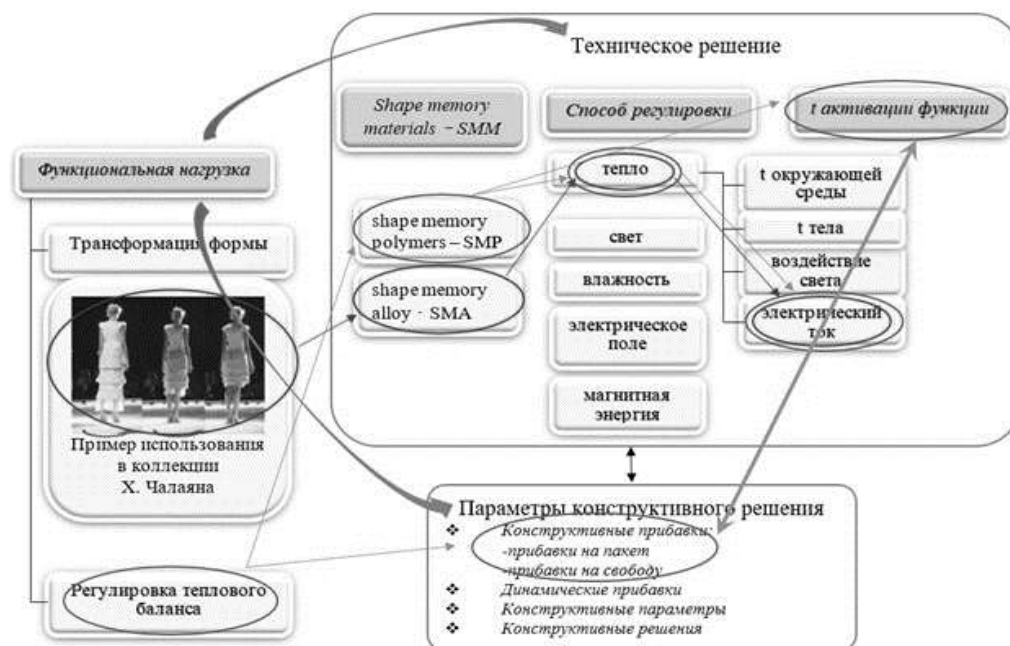 Техническое решение
Shape memory
materials – SMM
Способ регулировки
t активации функции
Функциональная нагрузка
тепло
t окружающей
среды
Трансформация формы
shape memory
polymers – SMP
свет
t тела
воздействие
света
shape memory
alloy - SMA
влажность
электрический
ток
электрическое
поле
магнитная
энергия
Пример использования
в коллекции
Х. Чалаяна
Параметры конструктивного решения
❖ Конструктивные прибавки:
-прибавки на пакет
-прибавки на свободу
❖ Динамические прибавки
❖ Конструктивные параметры
❖ Конструктивные решения
Регулировка теплового
баланса